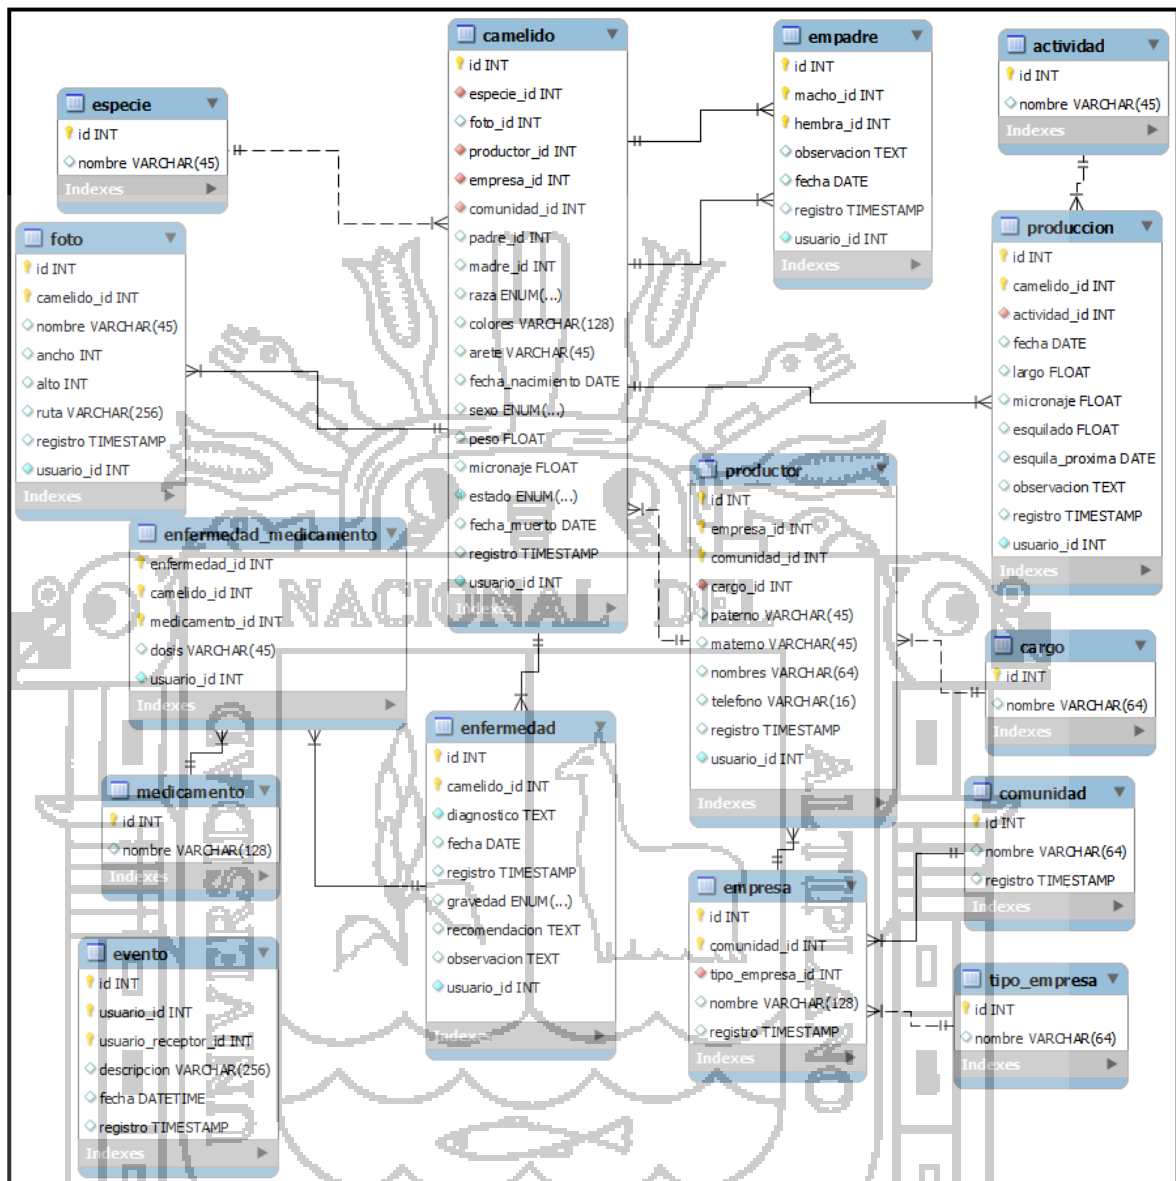 camelido
id INT
especie_id INT
foto_id INT
productor_id INT
empresa_id INT
comunidad_id INT
padre_id INT
madre_id INT
raza ENUM(...)
colores VARCHAR(128)
arete VARCHAR(45)
fecha_nacimiento DATE
sexo ENUM(...)
peso FLOAT
micronaje FLOAT
estado ENUM(...)
fecha_muerto DATE
registro TIMESTAMP
usuario_id INT
Indexes
empadre
id INT
macho_id INT
hembra_id INT
observacion TEXT
fecha DATE
registro TIMESTAMP
usuario_id INT
Indexes
actividad
id INT
nombre VARCHAR(45)
Indexes
especie
id INT
nombre VARCHAR(45)
Indexes
foto
id INT
camelido_id INT
nombre VARCHAR(45)
ancho INT
alto INT
ruta VARCHAR(256)
registro TIMESTAMP
usuario_id INT
Indexes
produccion
id INT
camelido_id INT
actividad_id INT
fecha DATE
largo FLOAT
micronaje FLOAT
esquilado FLOAT
esquila_proxima DATE
observacion TEXT
registro TIMESTAMP
usuario_id INT
Indexes
productor
id INT
empresa_id INT
comunidad_id INT
cargo_id INT
paterno VARCHAR(45)
materno VARCHAR(45)
nombres VARCHAR(64)
telefono VARCHAR(16)
registro TIMESTAMP
usuario_id INT
Indexes
enfermedad_medicamento
enfermedad_id INT
camelido_id INT
medicamento_id INT
dosis VARCHAR(45)
usuario_id INT
Indexes
cargo
id INT
nombre VARCHAR(64)
Indexes
enfermedad
id INT
camelido_id INT
diagnostico TEXT
fecha DATE
registro TIMESTAMP
gravedad ENUM(...)
recomendacion TEXT
observacion TEXT
usuario_id INT
Indexes
medicamento
id INT
nombre VARCHAR(128)
Indexes
comunidad
id INT
nombre VARCHAR(64)
registro TIMESTAMP
Indexes
empresa
id INT
comunidad_id INT
tipo_empresa_id INT
nombre VARCHAR(128)
registro TIMESTAMP
Indexes
evento
id INT
usuario_id INT
usuario_receptor_id INT
descripcion VARCHAR(256)
fecha DATETIME
registro TIMESTAMP
Indexes
tipo_empresa
id INT
nombre VARCHAR(64)
Indexes
UNIVERSIDAD
NACIONAL DEL
ALTIPLANO